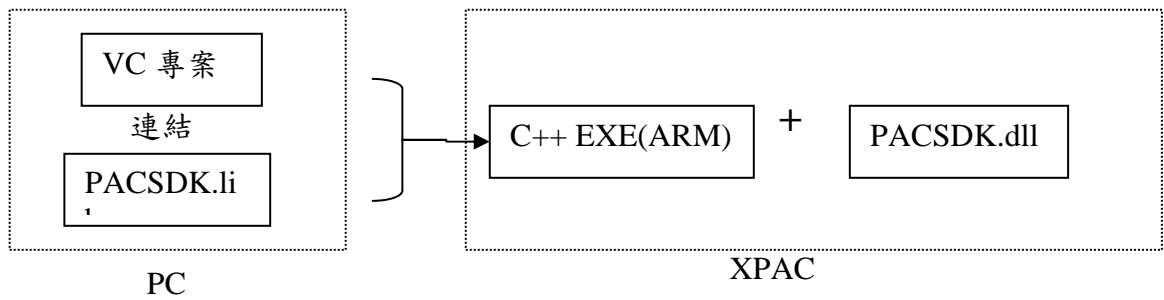 VC 專案
連結
PACSDK.li
C++ EXE(ARM)
+
PACSDK.dll
PC
XPAC